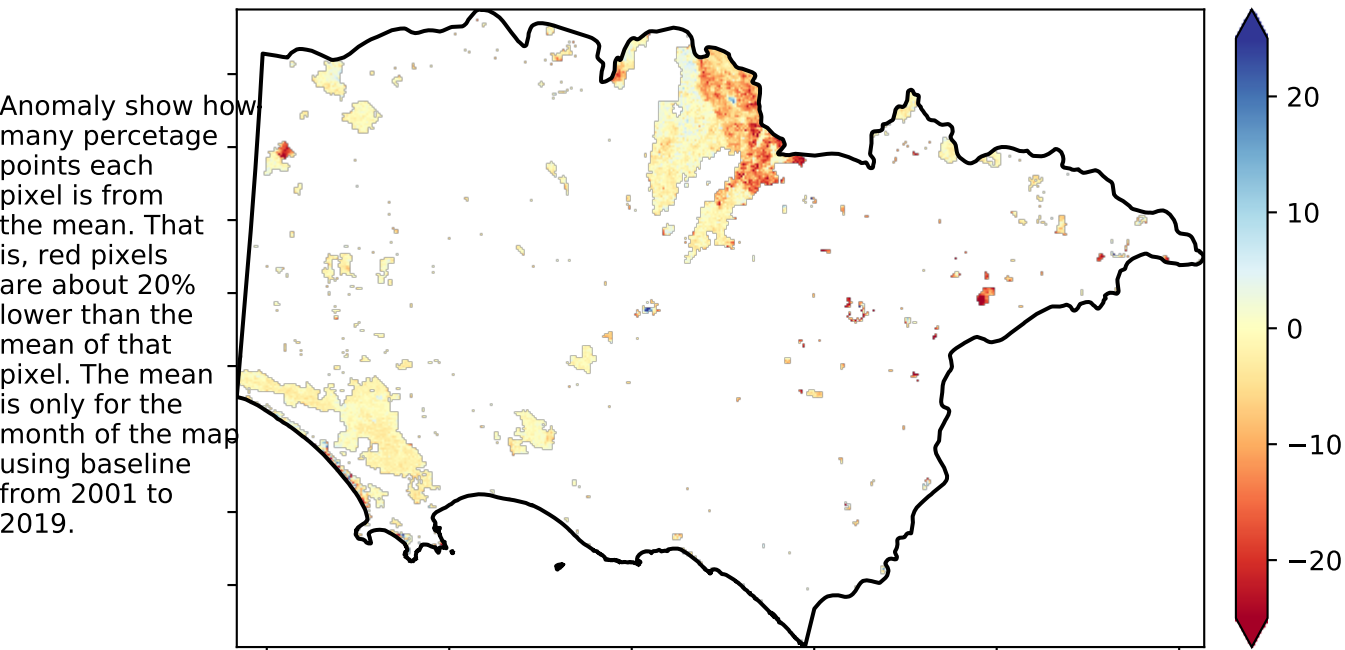 Anomaly show how
many percetage
points each
pixel is from
the mean. That
is, red pixels
are about 20%
lower than the
mean of that
pixel. The mean
is only for the
month of the map
using baseline
from 2001 to
2019.
20
10
0
−10
−20